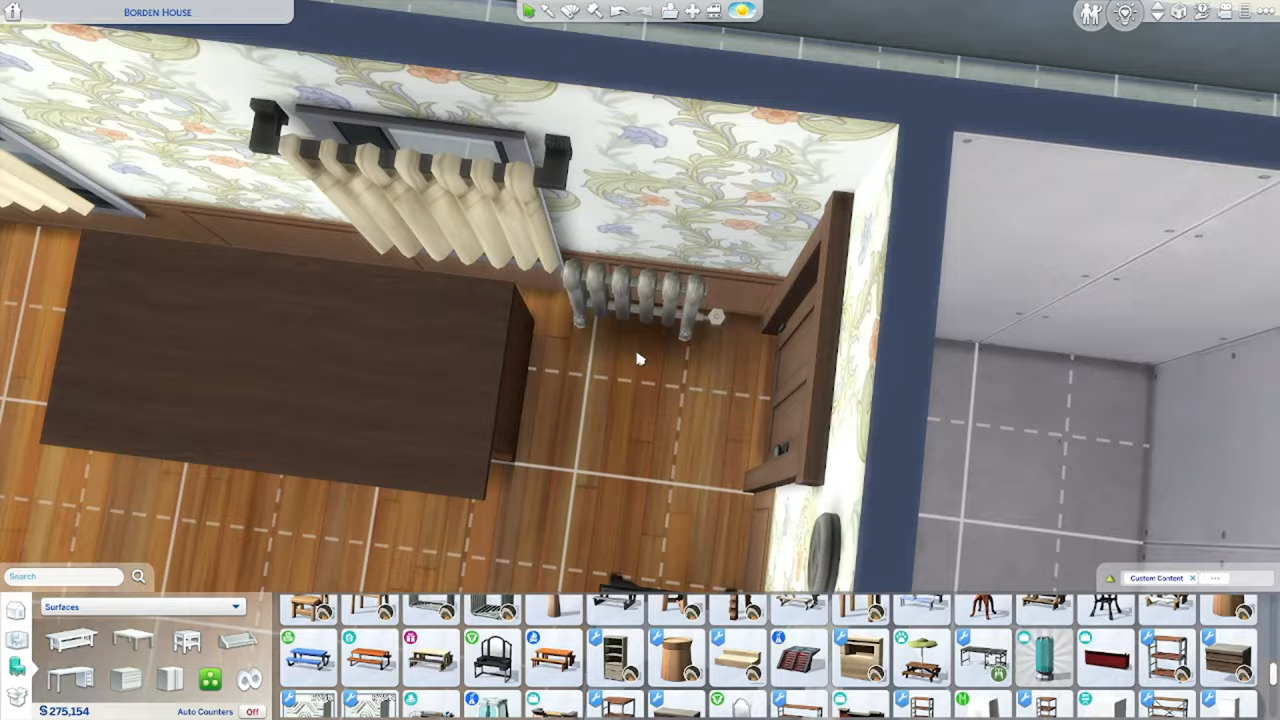 BORDEN HOUSE
Search
Custom Content
Surfaces
$275,154
Auto Counters
Off